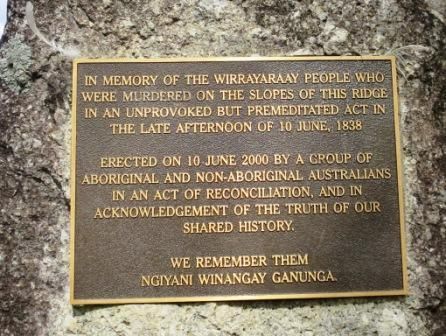 IN MEMORY OF THE WIRRAYARAAY PEOPLE WHO
WERE MURDERED ON THE SLOPES OF THIS RIDGE
IN AN UNPROVOKED BUT PREMEDITATED ACT IN
THE LATE AFTERNOON OF 10 JUNE, 1838
ERECTED ON 10 JUNE 2000 BY A GROUP OF
ABORIGINAL AND NON-ABORIGINAL AUSTRALIANS
IN AN ACT OF RECONCILIATION, AND IN
ACKNOWLEDGEMENT OF THE TRUTH OF OUR
SHARED HISTORY.
WE REMEMBER THEM
NGIYANI WINANGAY GANUNGA.